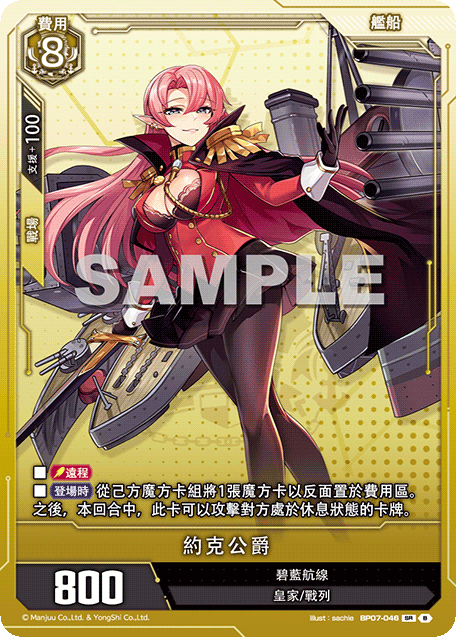 費用
8
艦船
支援+100
戰場
SAMPLE
遠程
登場時 從己方魔方卡組將1張魔方卡以反面置於費用區。
之後，本回合中，此卡可以攻擊對方處於休息狀態的卡牌。
約克公爵
800
碧藍航線
皇家/戰列
© Manjuu Co.,Ltd. & YongShi Co.,Ltd.
illust：sachie BP07-046 SR B